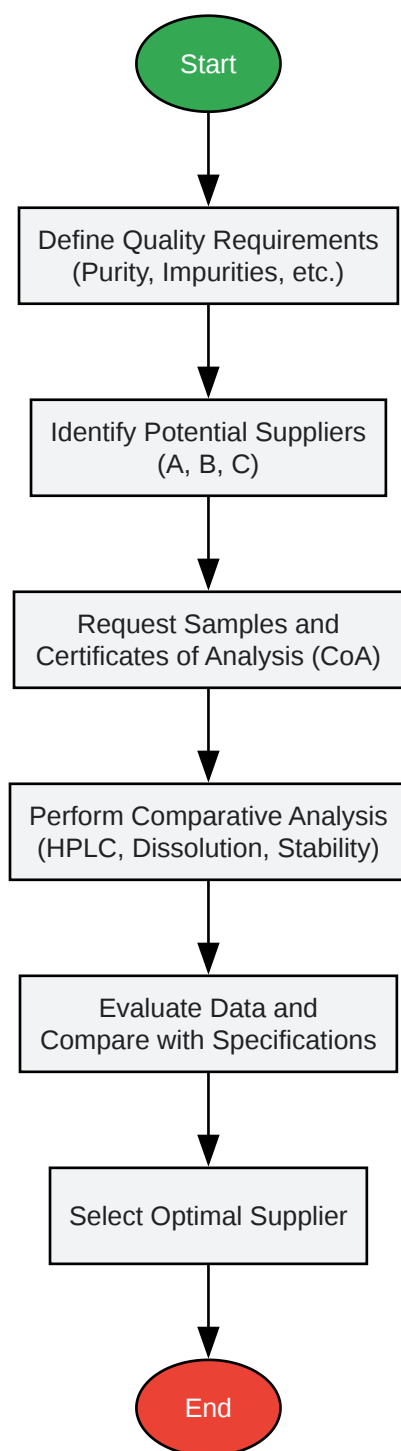 Start
Define Quality Requirements
(Purity, Impurities, etc.)
Identify Potential Suppliers
(A, B, C)
Request Samples and
Certificates of Analysis (CoA)
Perform Comparative Analysis
(HPLC, Dissolution, Stability)
Evaluate Data and
Compare with Specifications
Select Optimal Supplier
End